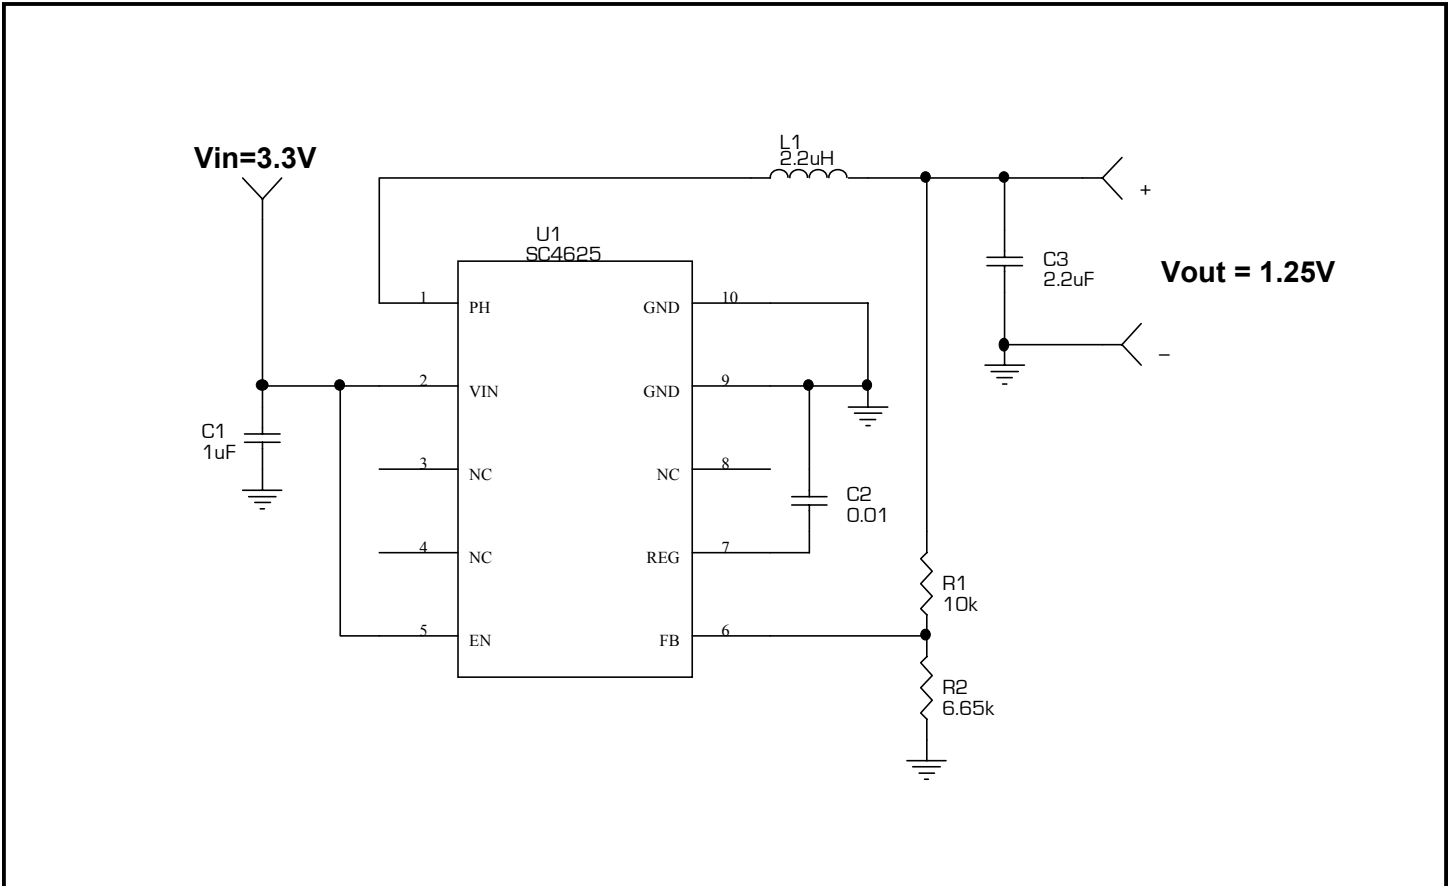 Vin=3.3V
L1
2.2uH
+
U1
SC4625
C3
2.2uF
Vout = 1.25V
1
PH
GND
10
−
2
VIN
GND
9
C1
1uF
3
NC
NC
8
C2
0.01
4
NC
REG
7
R1
10k
5
EN
FB
6
R2
6.65k